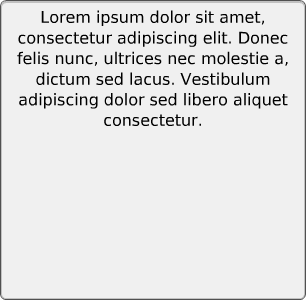 Lorem ipsum dolor sit amet,
consectetur adipiscing elit. Donec
felis nunc, ultrices nec molestie a,
dictum sed lacus. Vestibulum
adipiscing dolor sed libero aliquet
consectetur.